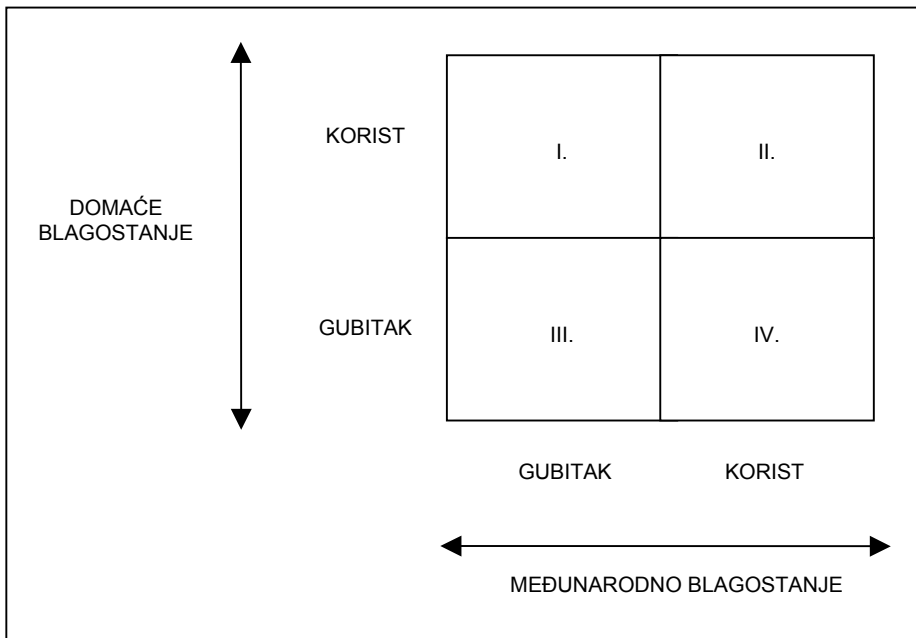 KORIST
I.
II.
DOMAĆE
BLAGOSTANJE
GUBITAK
III.
IV.
GUBITAK
KORIST
MEĐUNARODNO BLAGOSTANJE